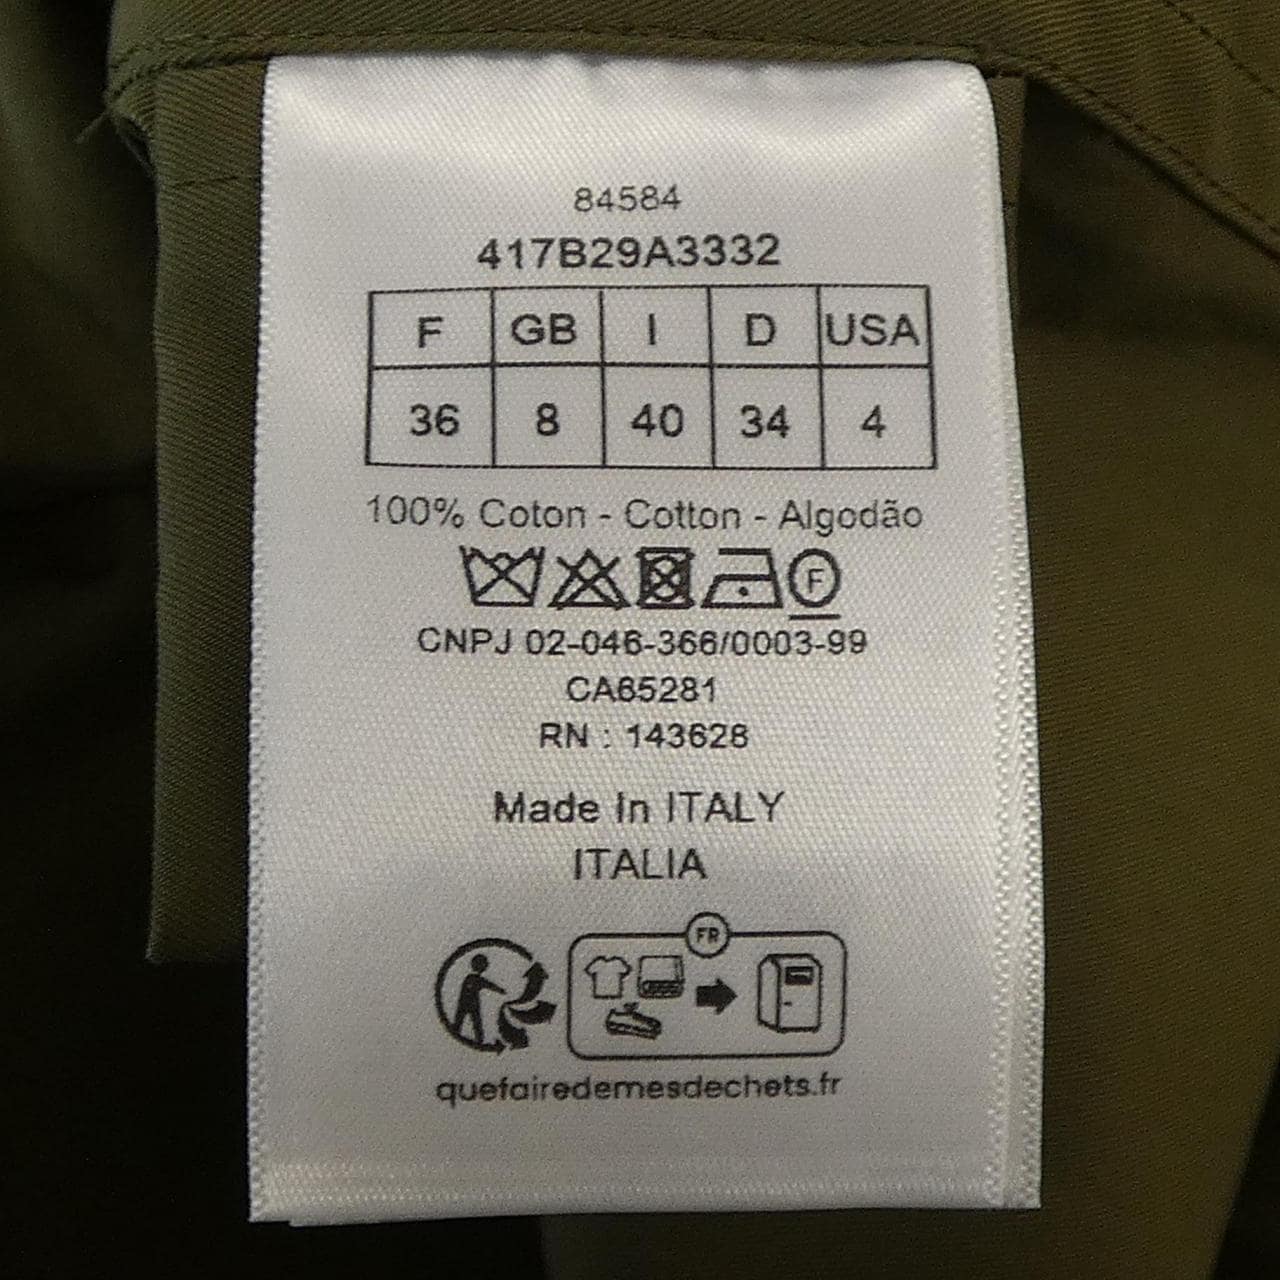 84584
417B29A3332
F GB I D USA
36 8 40 34 4
100% Coton - Cotton - Algodão
F
CNPJ 02-046-366/0003-99
CA65281
RN : 143628
Made In ITALY
ITALIA
FR
quefairedemesdechets.fr